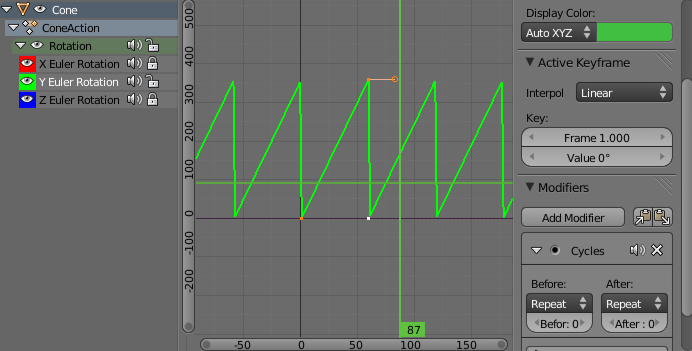 Cone
ConeAction
Rotation
X Euler Rotation
Y Euler Rotation
Z Euler Rotation
500
400
300
200
100
0
-100
-200
87
-50
0
50
100
150
Display Color:
Auto XYZ
Active Keyframe
Interpol
Linear
Key:
Frame 1.000
Value 0°
Modifiers
Add Modifier
Cycles
Before:
After:
Repeat
Repeat
Befor: 0
After : 0